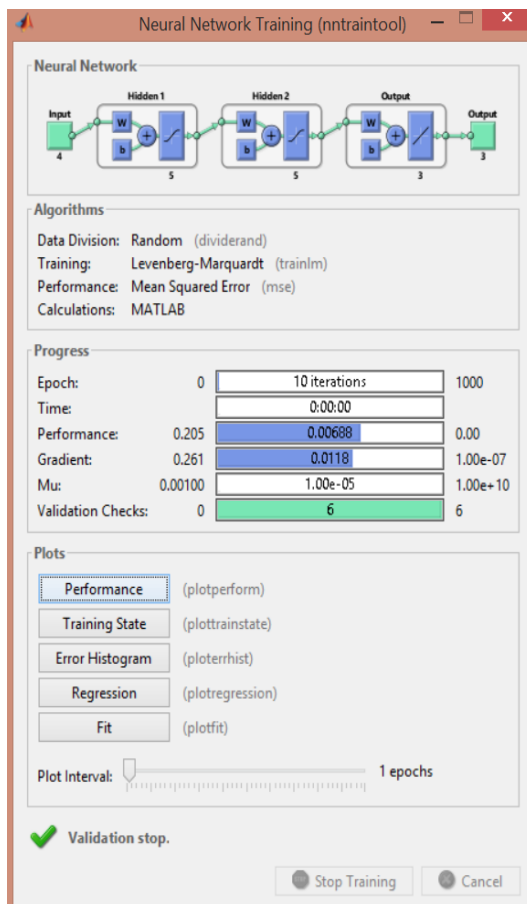 Neural Network Training (nntraintool)
Neural Network
Hidden 1 Hidden 2 Output
Input Output
W W W
b b b
4 5 5 3 3
Algorithms
Data Division: Random (dividerand)
Training: Levenberg-Marquardt (trainlm)
Performance: Mean Squared Error (mse)
Calculations: MATLAB
Progress
Epoch: 0 10 iterations 1000
Time: 0:00:00
Performance: 0.205 0.00688 0.00
Gradient: 0.261 0.0118 1.00e-07
Mu: 0.00100 1.00e-05 1.00e+10
Validation Checks: 0 6 6
Plots
Performance (plotperform)
Training State (plottrainstate)
Error Histogram (ploterrhist)
Regression (plotregression)
Fit (plotfit)
Plot Interval: 1 epochs
Validation stop.
Stop Training Cancel